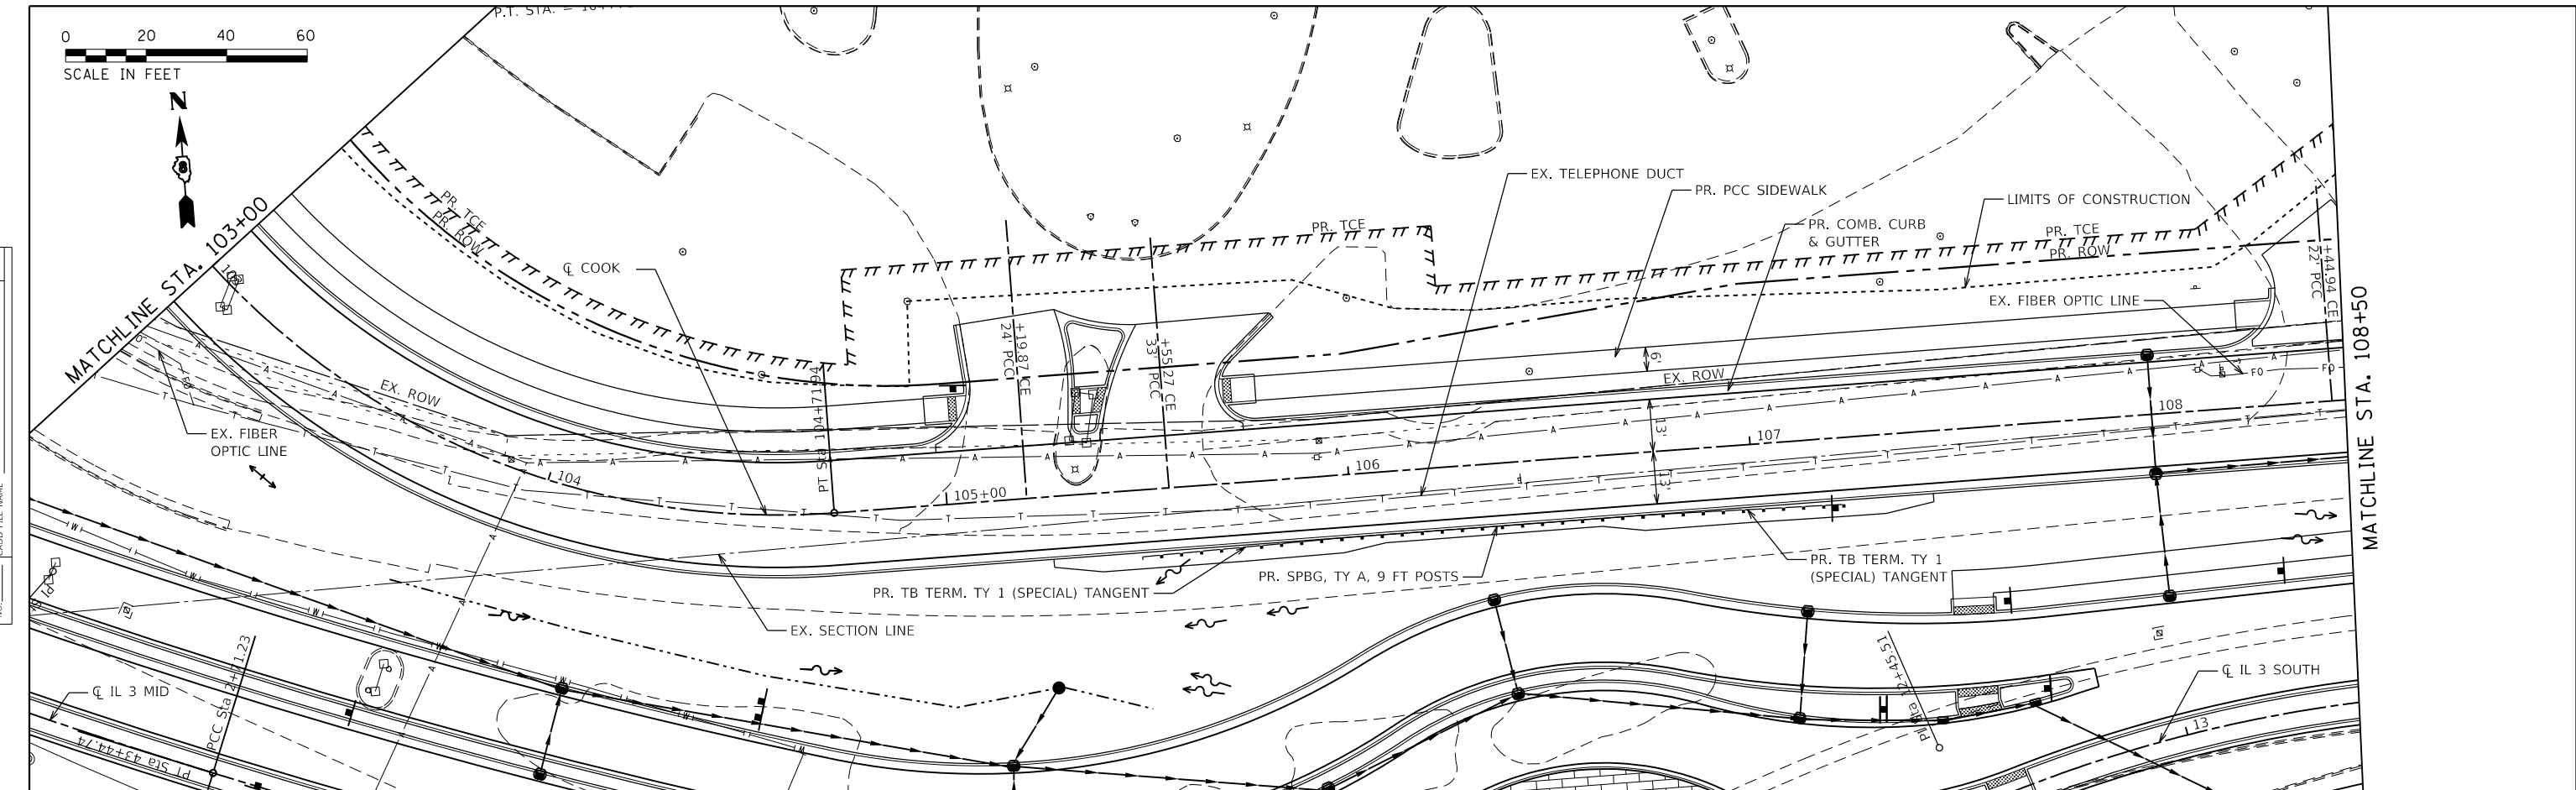 0 20 40 60
SCALE IN FEET
N
MATCHLINE STA. 103+00
PR. TCE
PR. ROW
℄ COOK
PR. TCE
EX. TELEPHONE DUCT
PR. PCC SIDEWALK
PR. COMB. CURB
& GUTTER
LIMITS OF CONSTRUCTION
PR. TCE
PR. ROW
EX. FIBER OPTIC LINE
+44.94 CE
22' PCC
MATCHLINE STA. 108+50
+19.87 CE
24' PCC
+55.27 CE
33' PCC
6'
EX. ROW
EX. ROW
EX. FIBER
OPTIC LINE
PT Sta 104+71.94
104
105+00
106
107
108
13'
13'
PR. TB TERM. TY 1 (SPECIAL) TANGENT
PR. SPBG, TY A, 9 FT POSTS
PR. TB TERM. TY 1
(SPECIAL) TANGENT
EX. SECTION LINE
℄ IL 3 MID
PCC Sta 2+71.23
PT Sta 43+44.74
PI Sta 12+45.51
℄ IL 3 SOUTH
13